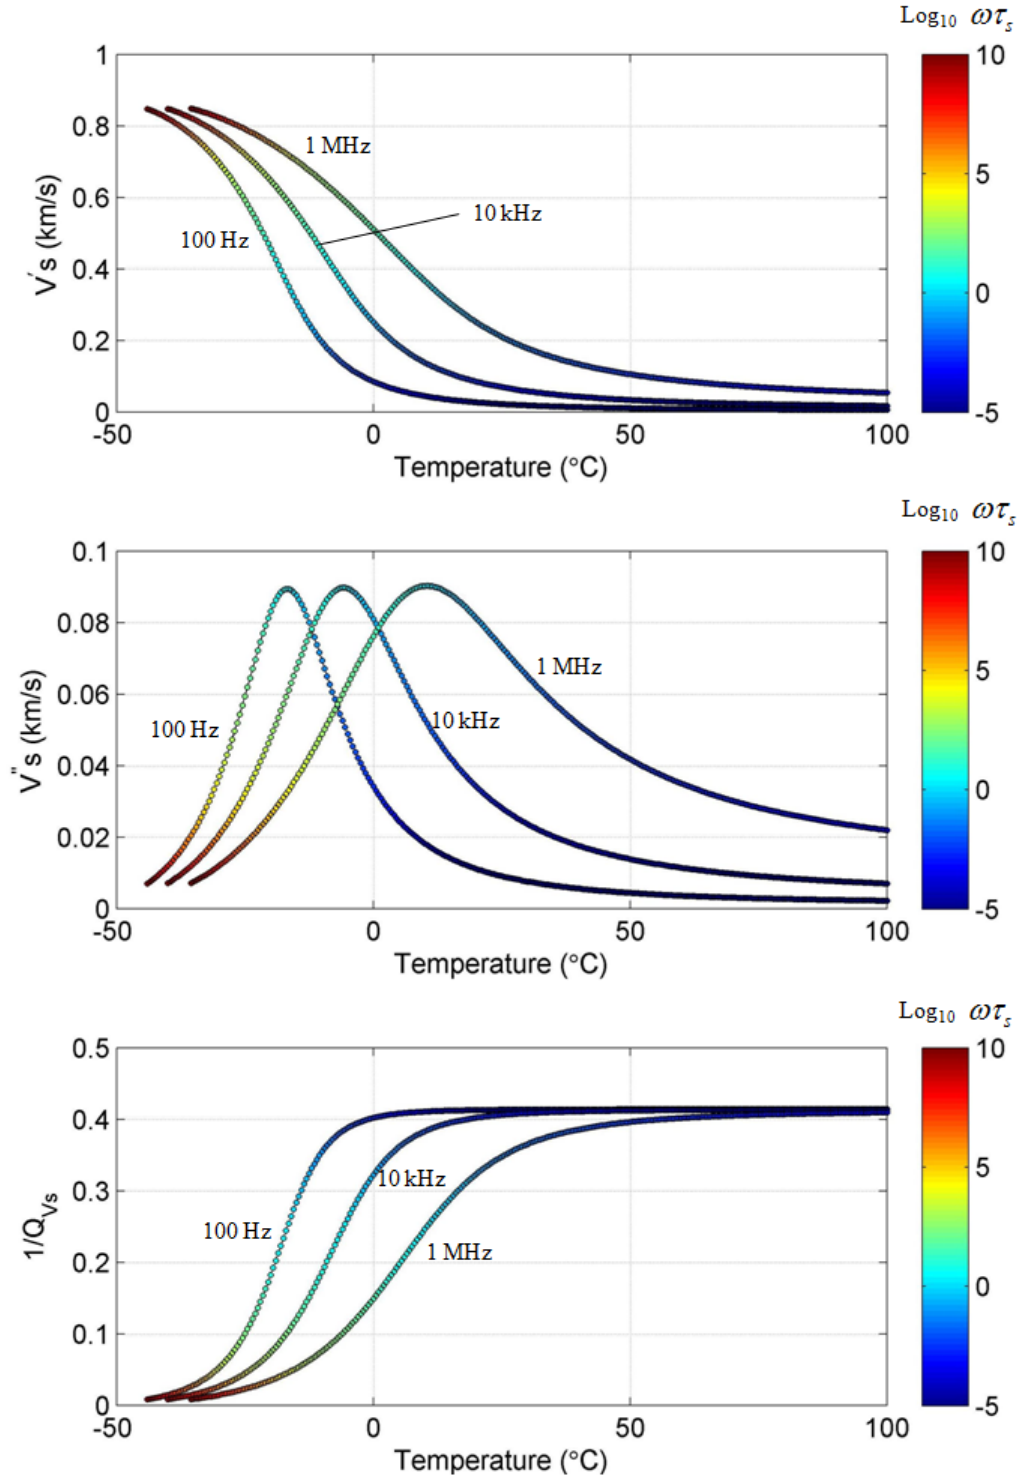 Log₁₀ ωτₛ
1
0.8
0.6
0.4
0.2
0
V's (km/s)
1 MHz
10 kHz
100 Hz
-50
0
50
100
Temperature (°C)
10
5
0
-5
Log₁₀ ωτₛ
0.1
0.08
0.06
0.04
0.02
0
V"s (km/s)
1 MHz
10 kHz
100 Hz
-50
0
50
100
Temperature (°C)
10
5
0
-5
Log₁₀ ωτₛ
0.5
0.4
0.3
0.2
0.1
0
1/Q_Vs
10 kHz
100 Hz
1 MHz
-50
0
50
100
Temperature (°C)
10
5
0
-5